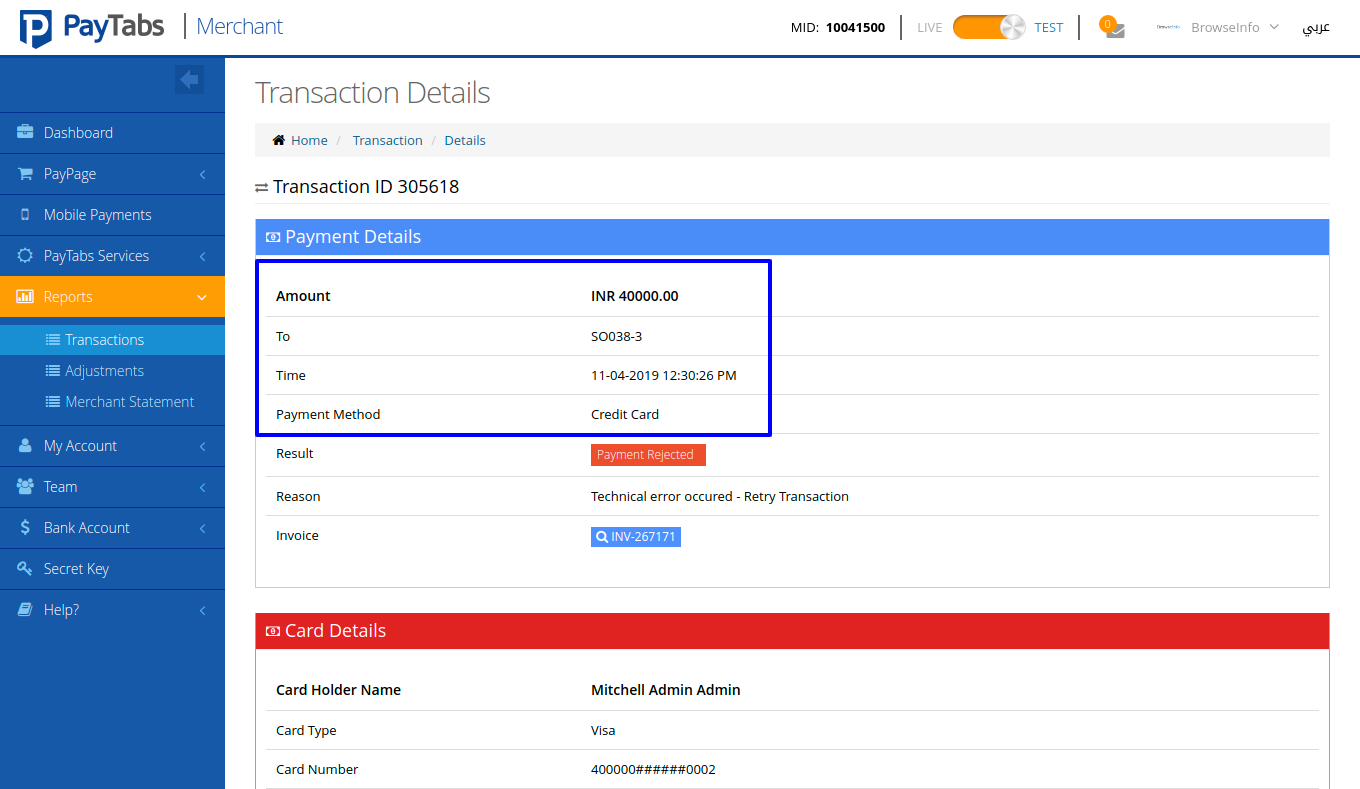 PayTabs | Merchant
MID: 10041500
LIVE TEST
0
BrowseInfo BrowseInfo
عربي
Dashboard
PayPage
Mobile Payments
PayTabs Services
Reports
Transactions
Adjustments
Merchant Statement
My Account
Team
Bank Account
Secret Key
Help?
Transaction Details
Home / Transaction / Details
Transaction ID 305618
Payment Details
Amount INR 40000.00
To SO038-3
Time 11-04-2019 12:30:26 PM
Payment Method Credit Card
Result Payment Rejected
Reason Technical error occured - Retry Transaction
Invoice INV-267171
Card Details
Card Holder Name Mitchell Admin Admin
Card Type Visa
Card Number 400000######0002